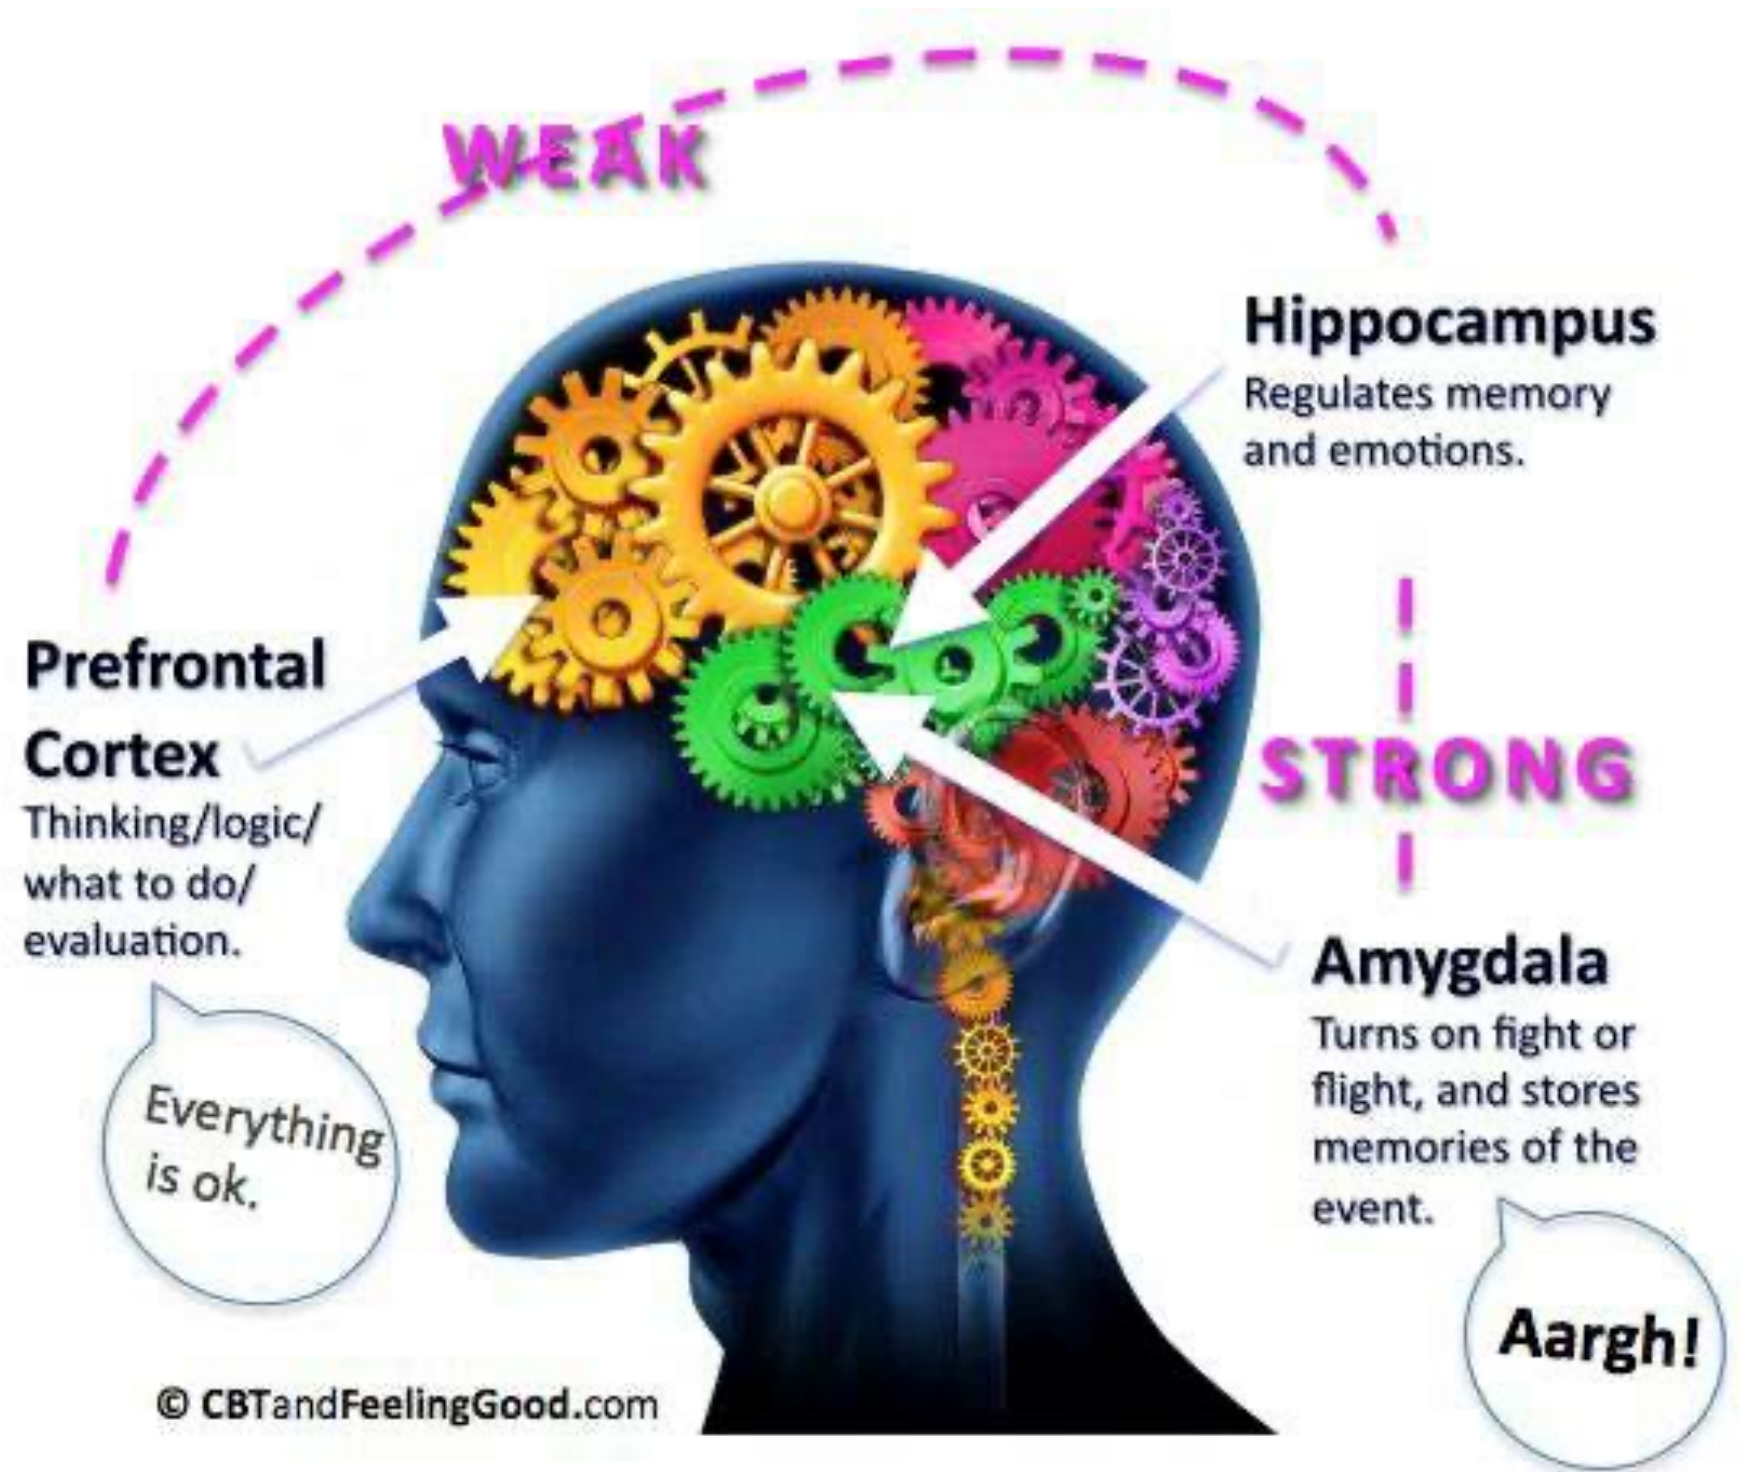 WEAK
Hippocampus
Regulates memory
and emotions.
Prefrontal
Cortex
Thinking/logic/
what to do/
evaluation.
STRONG
Amygdala
Turns on fight or
flight, and stores
memories of the
event.
Everything
is ok.
Aargh!
© CBTandFeelingGood.com